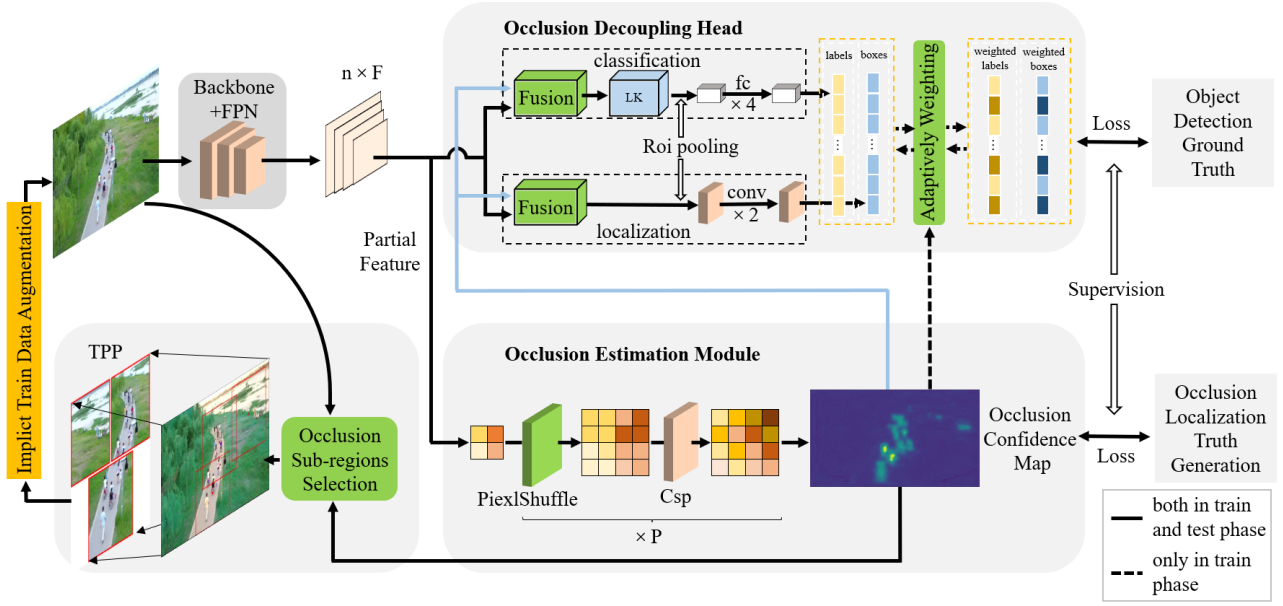 Occlusion Decoupling Head
Backbone
+FPN
n × F
classification
Fusion
LK
fc
× 4
Roi pooling
Fusion
conv
× 2
localization
labels
boxes
Adaptively Weighting
weighted
labels
weighted
boxes
Loss
Object
Detection
Ground
Truth
Implict Train Data Augmentation
Partial
Feature
Supervision
TPP
Occlusion
Sub-regions
Selection
Occlusion Estimation Module
PiexlShuffle
Csp
× P
Occlusion
Confidence
Map
Loss
Occlusion
Localization
Truth
Generation
both in train
and test phase
only in train
phase